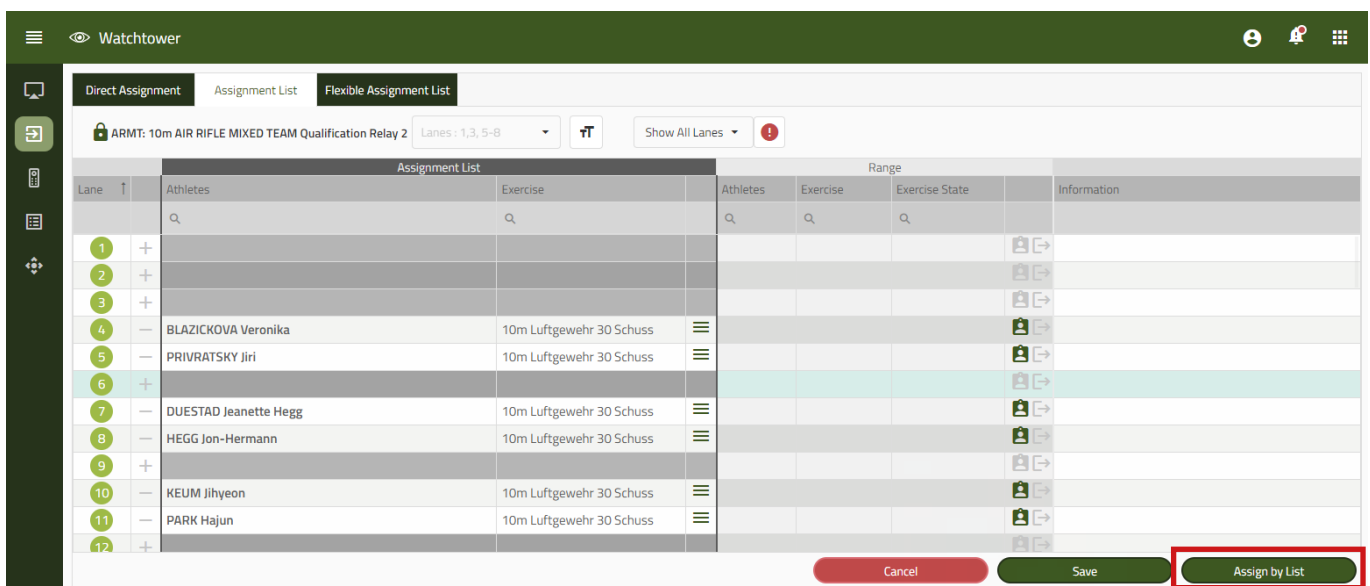 Watchtower
Direct Assignment Assignment List Flexible Assignment List
ARMT: 10m AIR RIFLE MIXED TEAM Qualification Relay 2 Lanes : 1,3, 5-8 TT Show All Lanes
Assignment List Range
Lane Athletes Exercise Athletes Exercise Exercise State Information
1
2
3
4 BLAZICKOVA Veronika 10m Luftgewehr 30 Schuss
5 PRIVRATSKY Jiri 10m Luftgewehr 30 Schuss
6
7 DUESTAD Jeanette Hegg 10m Luftgewehr 30 Schuss
8 HEGG Jon-Hermann 10m Luftgewehr 30 Schuss
9
10 KEUM Jihyeon 10m Luftgewehr 30 Schuss
11 PARK Hajun 10m Luftgewehr 30 Schuss
12
Cancel Save Assign by List